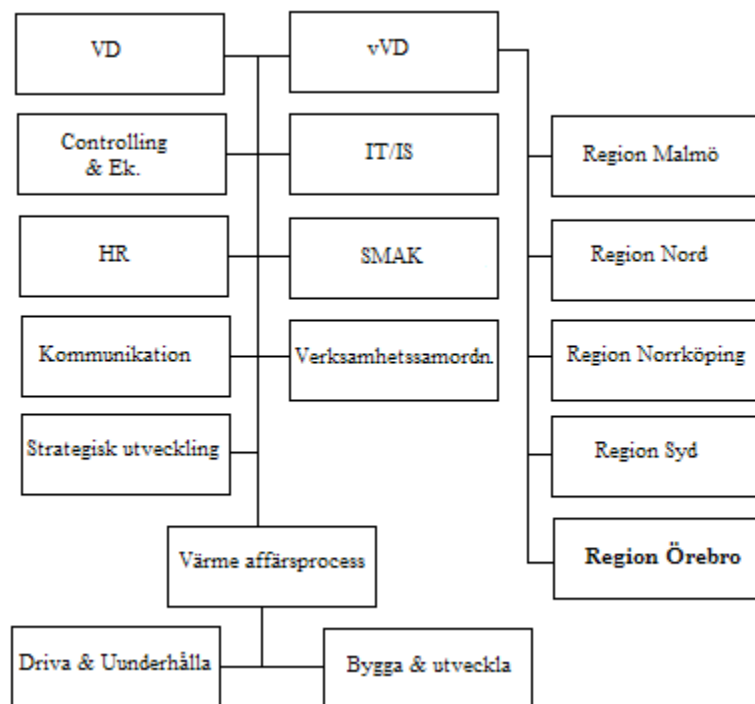 VD
vVD
Controlling
& Ek.
IT/IS
Region Malmö
HR
SMAK
Region Nord
Kommunikation
Verksamhetssamordn.
Region Norrköping
Strategisk utveckling
Region Syd
Värme affärsprocess
Region Örebro
Driva & Uunderhålla
Bygga & utveckla